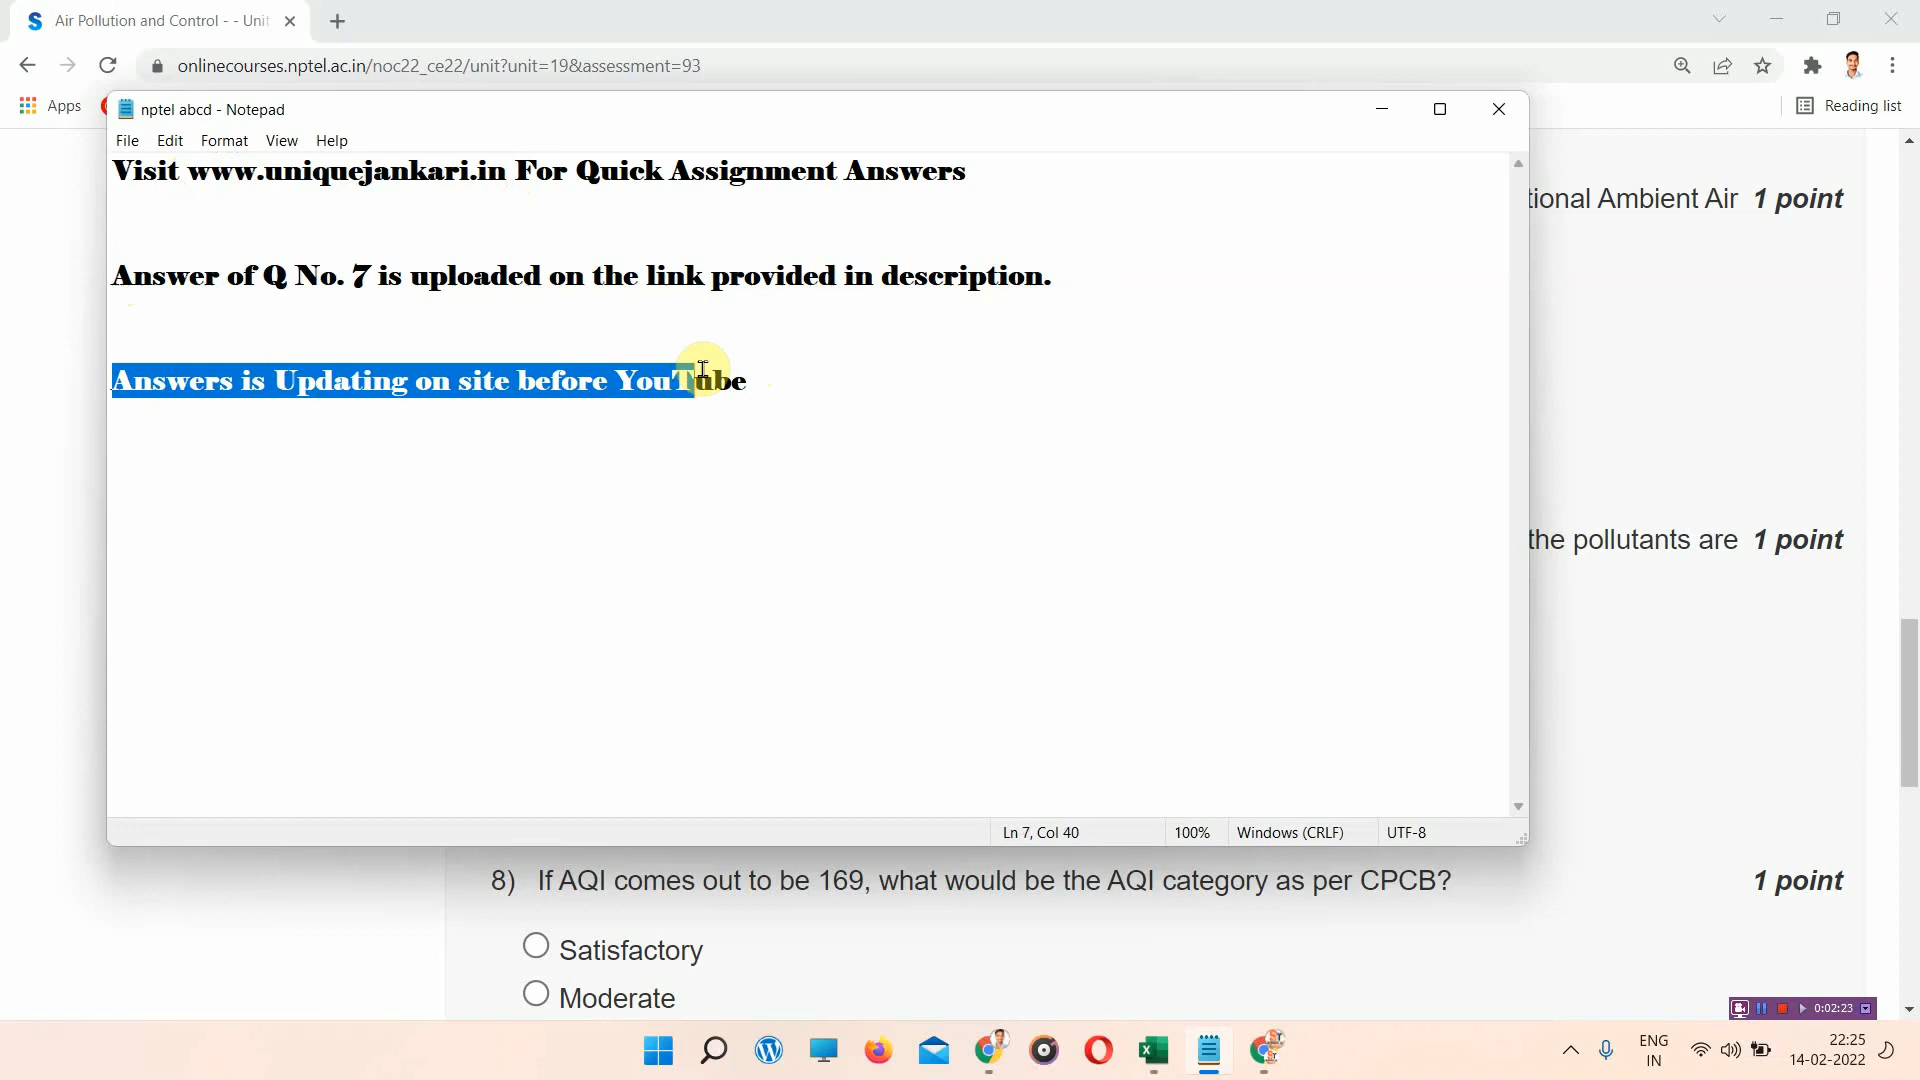 Air Pollution and Control - - Unit
onlinecourses.nptel.ac.in/noc22_ce22/unit?unit=19&assessment=93
Apps
Reading list
nptel abcd - Notepad
File Edit Format View Help
Visit www.uniquejankari.in For Quick Assignment Answers
tional Ambient Air 1 point
Answer of Q No. 7 is uploaded on the link provided in description.
Answers is Updating on site before YouTube
the pollutants are 1 point
Ln 7, Col 40 100% Windows (CRLF) UTF-8
8) If AQI comes out to be 169, what would be the AQI category as per CPCB? 1 point
Satisfactory
Moderate
0:02:23
ENG
IN
22:25
14-02-2022